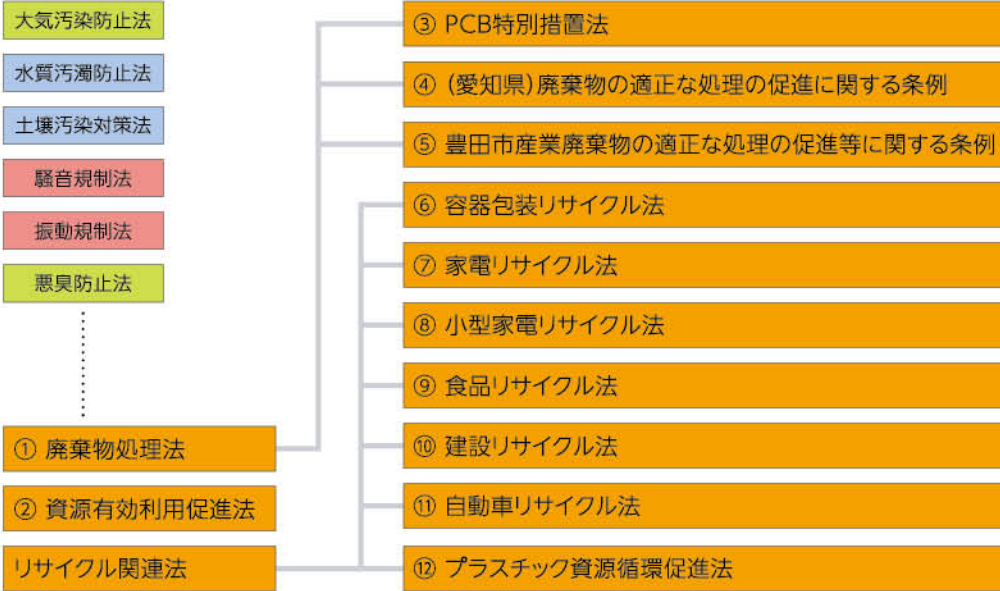 大気汚染防止法
水質汚濁防止法
土壌汚染対策法
騒音規制法
振動規制法
悪臭防止法
① 廃棄物処理法
② 資源有効利用促進法
リサイクル関連法
③ PCB特別措置法
④ (愛知県)廃棄物の適正な処理の促進に関する条例
⑤ 豊田市産業廃棄物の適正な処理の促進等に関する条例
⑥ 容器包装リサイクル法
⑦ 家電リサイクル法
⑧ 小型家電リサイクル法
⑨ 食品リサイクル法
⑩ 建設リサイクル法
⑪ 自動車リサイクル法
⑫ プラスチック資源循環促進法